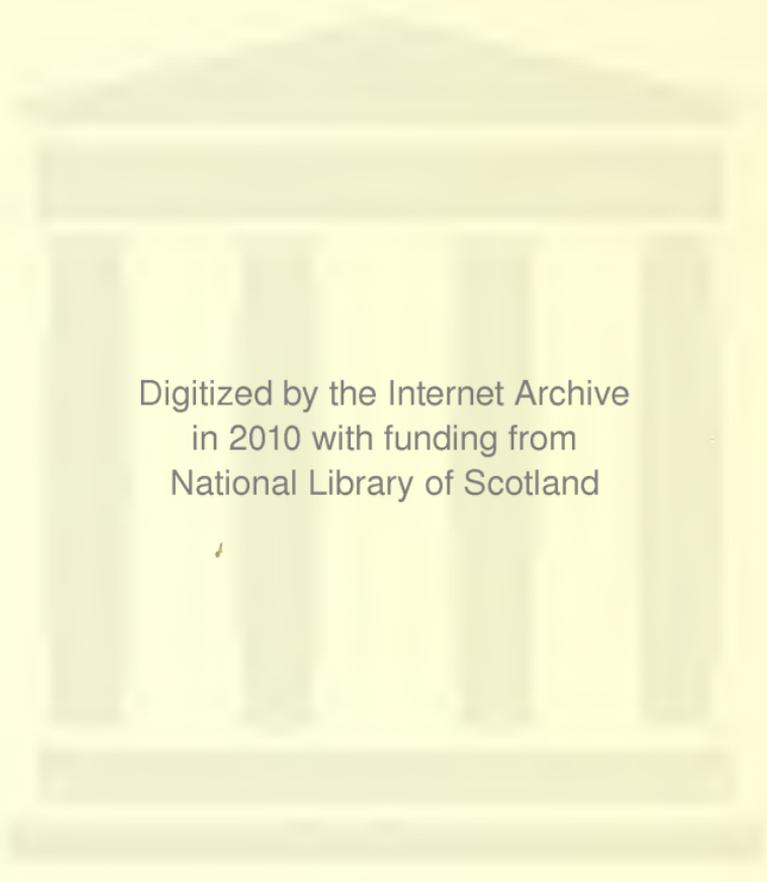 Digitized by the Internet Archive
in 2010 with funding from
National Library of Scotland